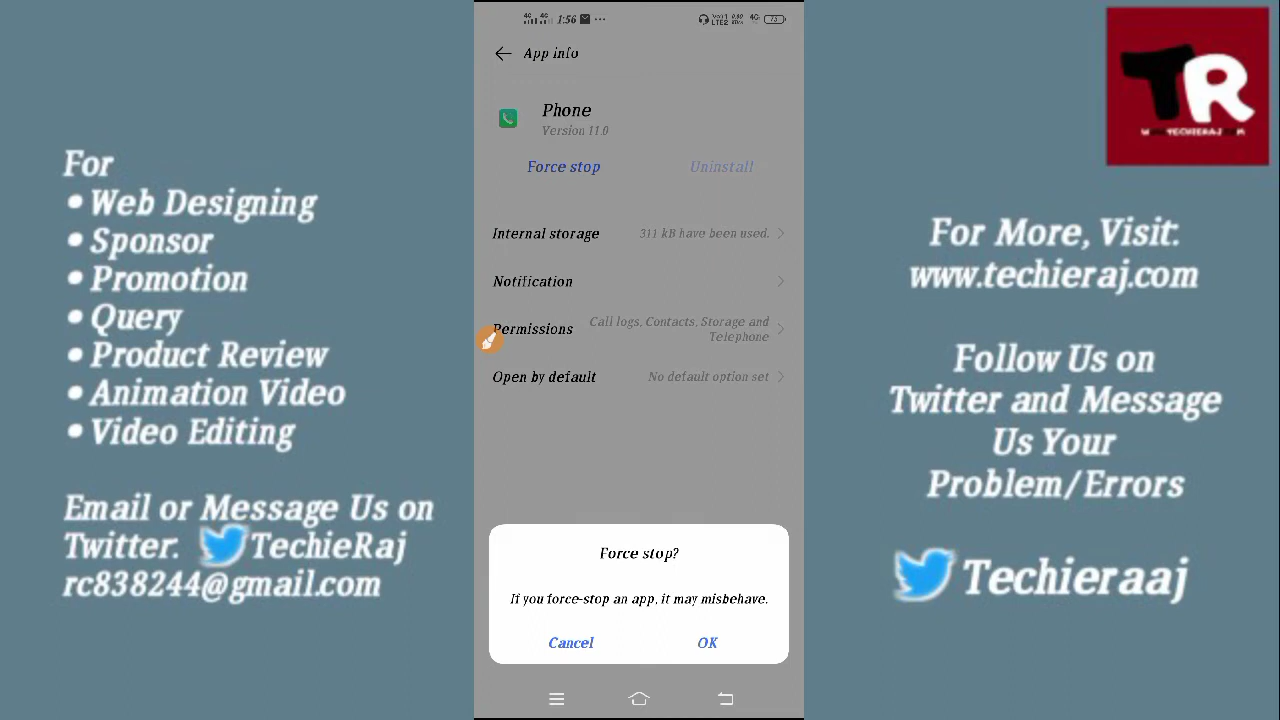 For
• Web Designing
• Sponsor
• Promotion
• Query
• Product Review
• Animation Video
• Video Editing
Email or Message Us on
Twitter. TechieRaj
rc838244@gmail.com
1:56
73
App info
Phone
Version 11.0
Force stop
Uninstall
Internal storage
311 kB have been used.
Notification
Permissions
Call logs, Contacts, Storage and
Telephone
Open by default
No default option set
Force stop?
If you force-stop an app, it may misbehave.
Cancel
OK
TR
For More, Visit:
www.techieraj.com
Follow Us on
Twitter and Message
Us Your
Problem/Errors
Techieraaj